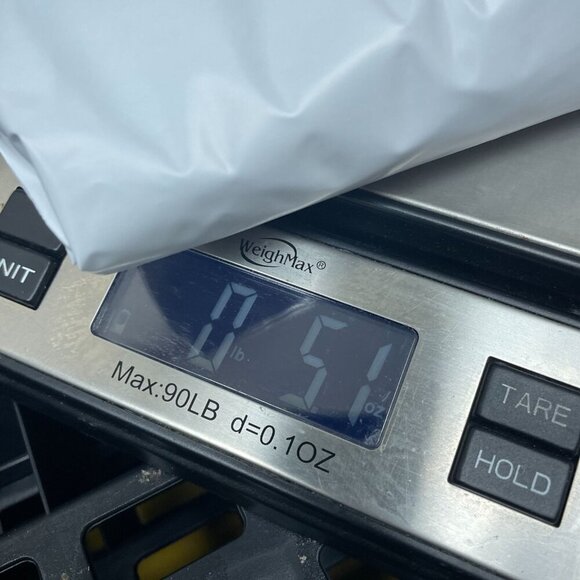 WeighMax®
NIT
0 lb 5.1 oz
Max:90LB d=0.1OZ
TARE
HOLD